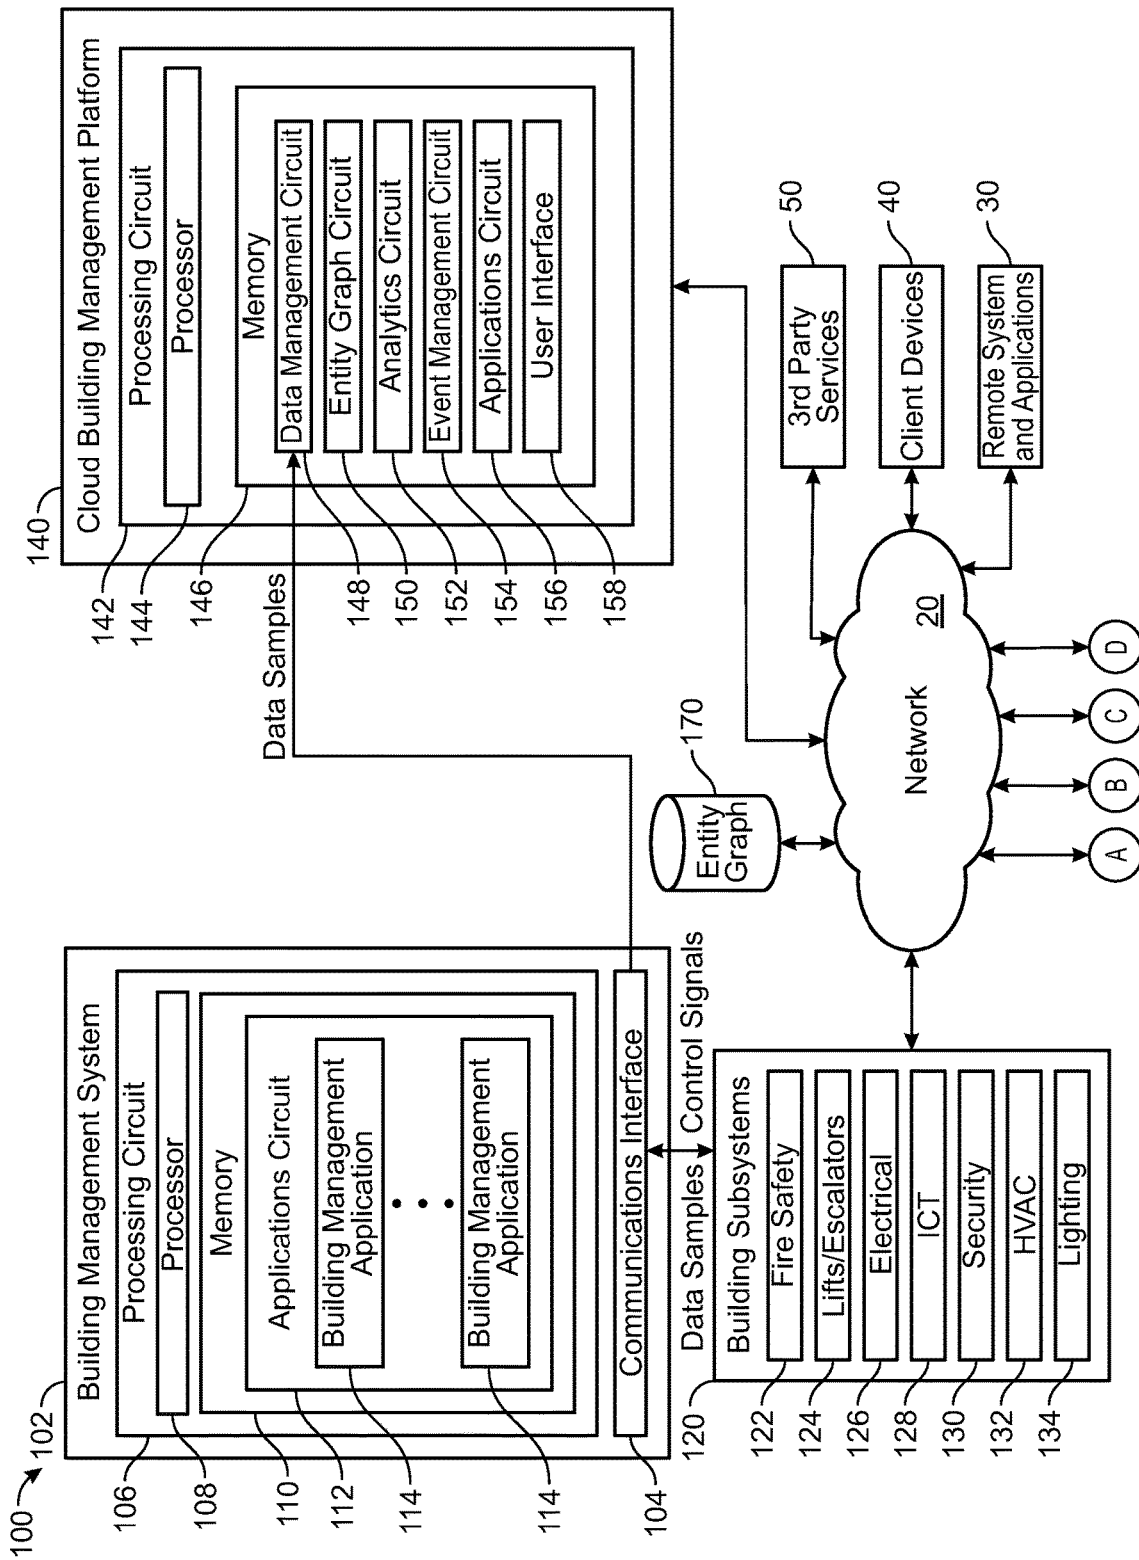 100
102
Building Management System
106
Processing Circuit
108
Processor
110
Memory
112
Applications Circuit
114
Building Management
Application
114
Building Management
Application
104
Communications Interface
Data Samples
Control Signals
120
Building Subsystems
122
Fire Safety
124
Lifts/Escalators
126
Electrical
128
ICT
130
Security
132
HVAC
134
Lighting
Data Samples
140
Cloud Building Management Platform
142
Processing Circuit
144
Processor
146
Memory
148
Data Management Circuit
150
Entity Graph Circuit
152
Analytics Circuit
154
Event Management Circuit
156
Applications Circuit
158
User Interface
170
Entity
Graph
Network
20
50
3rd Party
Services
40
Client Devices
30
Remote System
and Applications
A
B
C
D